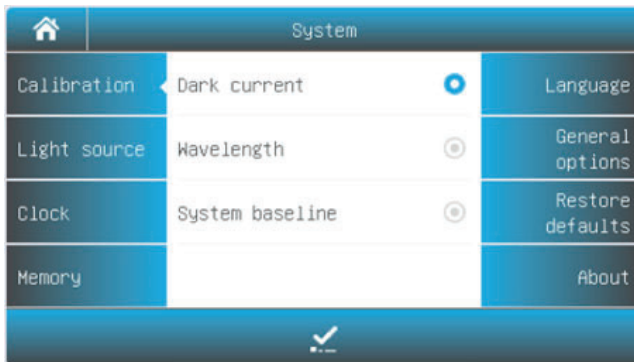 System
Calibration
Dark current
Language
Light source
Wavelength
General
options
Clock
System baseline
Restore
defaults
Memory
About